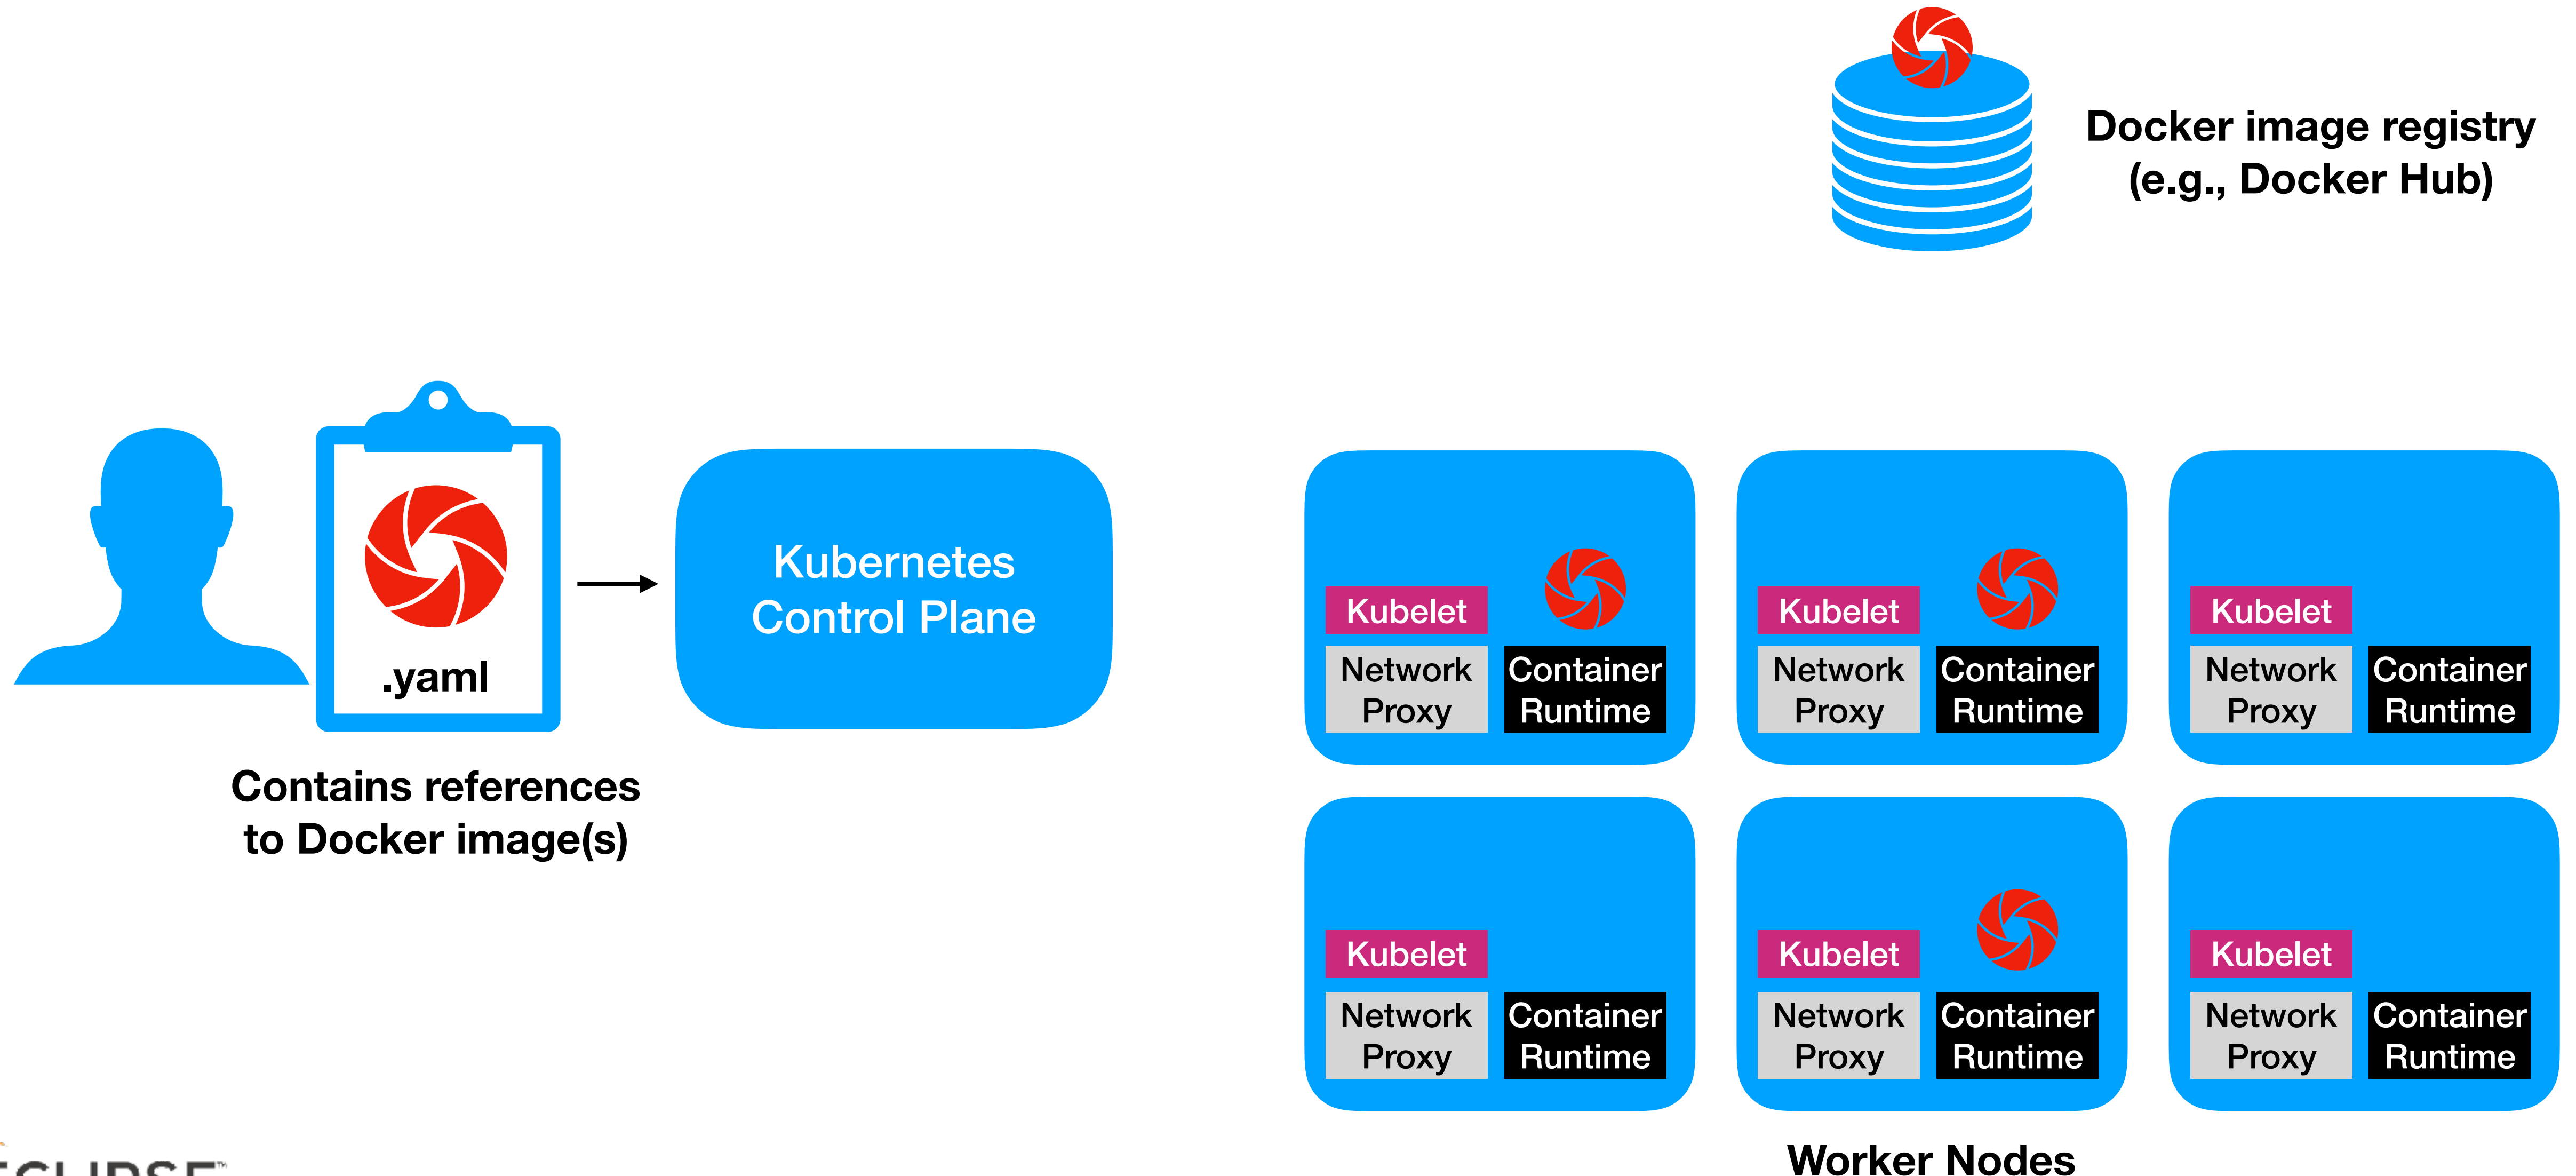 Docker image registry
(e.g., Docker Hub)
.yaml
Contains references
to Docker image(s)
Kubernetes
Control Plane
Kubelet
Network
Proxy
Container
Runtime
Kubelet
Network
Proxy
Container
Runtime
Kubelet
Network
Proxy
Container
Runtime
Kubelet
Network
Proxy
Container
Runtime
Kubelet
Network
Proxy
Container
Runtime
Kubelet
Network
Proxy
Container
Runtime
Worker Nodes